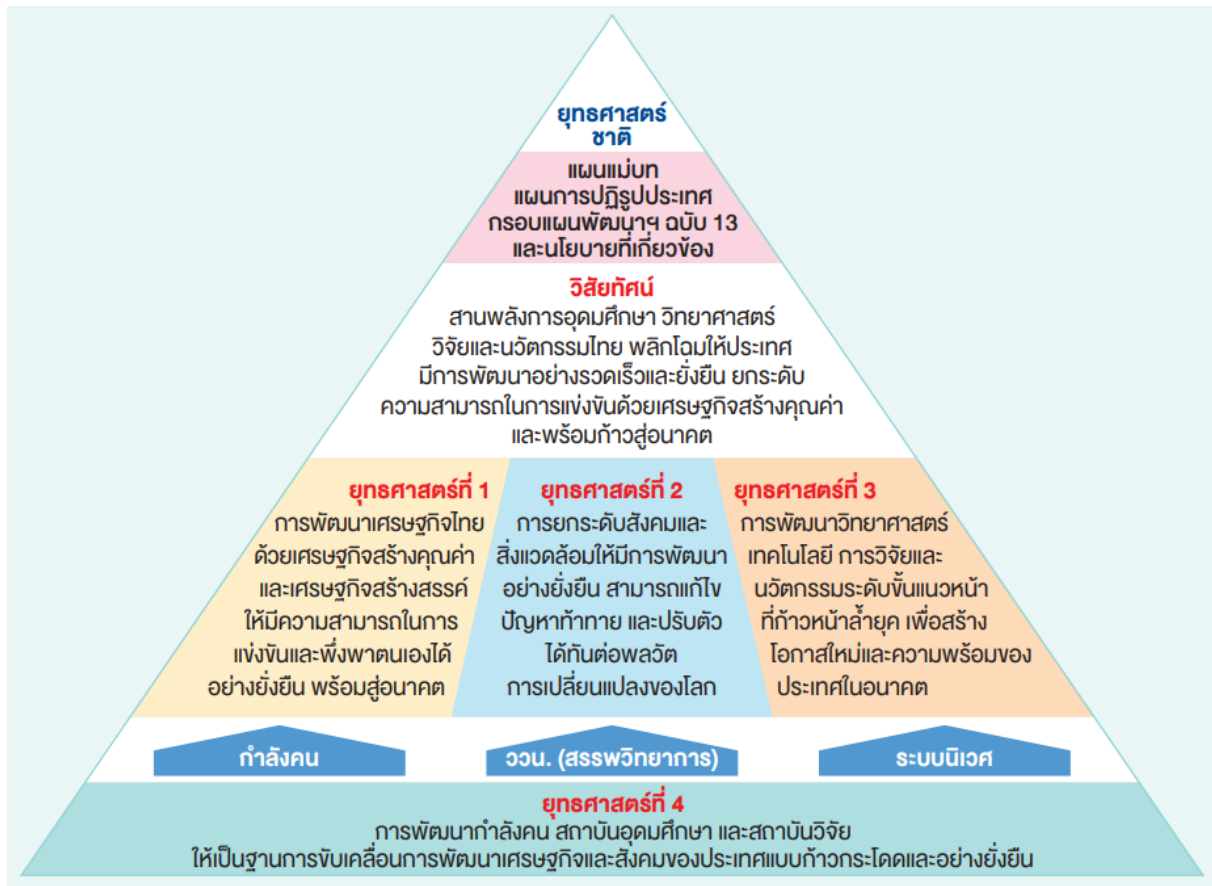 ยุทธศาสตร์
ชาติ
แผนแม่บท
แผนการปฏิรูปประเทศ
กรอบแผนพัฒนาฯ ฉบับ 13
และนโยบายที่เกี่ยวข้อง
วิสัยทัศน์
สานพลังการอุดมศึกษา วิทยาศาสตร์
วิจัยและนวัตกรรมไทย พลิกโฉมให้ประเทศ
มีการพัฒนาอย่างรวดเร็วและยั่งยืน ยกระดับ
ความสามารถในการแข่งขันด้วยเศรษฐกิจสร้างคุณค่า
และพร้อมก้าวสู่อนาคต
ยุทธศาสตร์ที่ 1
การพัฒนาเศรษฐกิจไทย
ด้วยเศรษฐกิจสร้างคุณค่า
และเศรษฐกิจสร้างสรรค์
ให้มีความสามารถในการ
แข่งขันและพึ่งพาตนเองได้
อย่างยั่งยืน พร้อมสู่อนาคต
ยุทธศาสตร์ที่ 2
การยกระดับสังคมและ
สิ่งแวดล้อมให้มีการพัฒนา
อย่างยั่งยืน สามารถแก้ไข
ปัญหาท้าทาย และปรับตัว
ได้ทันต่อพลวัต
การเปลี่ยนแปลงของโลก
ยุทธศาสตร์ที่ 3
การพัฒนาวิทยาศาสตร์
เทคโนโลยี การวิจัยและ
นวัตกรรมระดับขั้นแนวหน้า
ที่ก้าวหน้าล้ำยุค เพื่อสร้าง
โอกาสใหม่และความพร้อมของ
ประเทศในอนาคต
กำลังคน
ววน. (สรรพวิทยาการ)
ระบบนิเวศ
ยุทธศาสตร์ที่ 4
การพัฒนากำลังคน สถาบันอุดมศึกษา และสถาบันวิจัย
ให้เป็นฐานการขับเคลื่อนการพัฒนาเศรษฐกิจและสังคมของประเทศแบบก้าวกระโดดและอย่างยั่งยืน